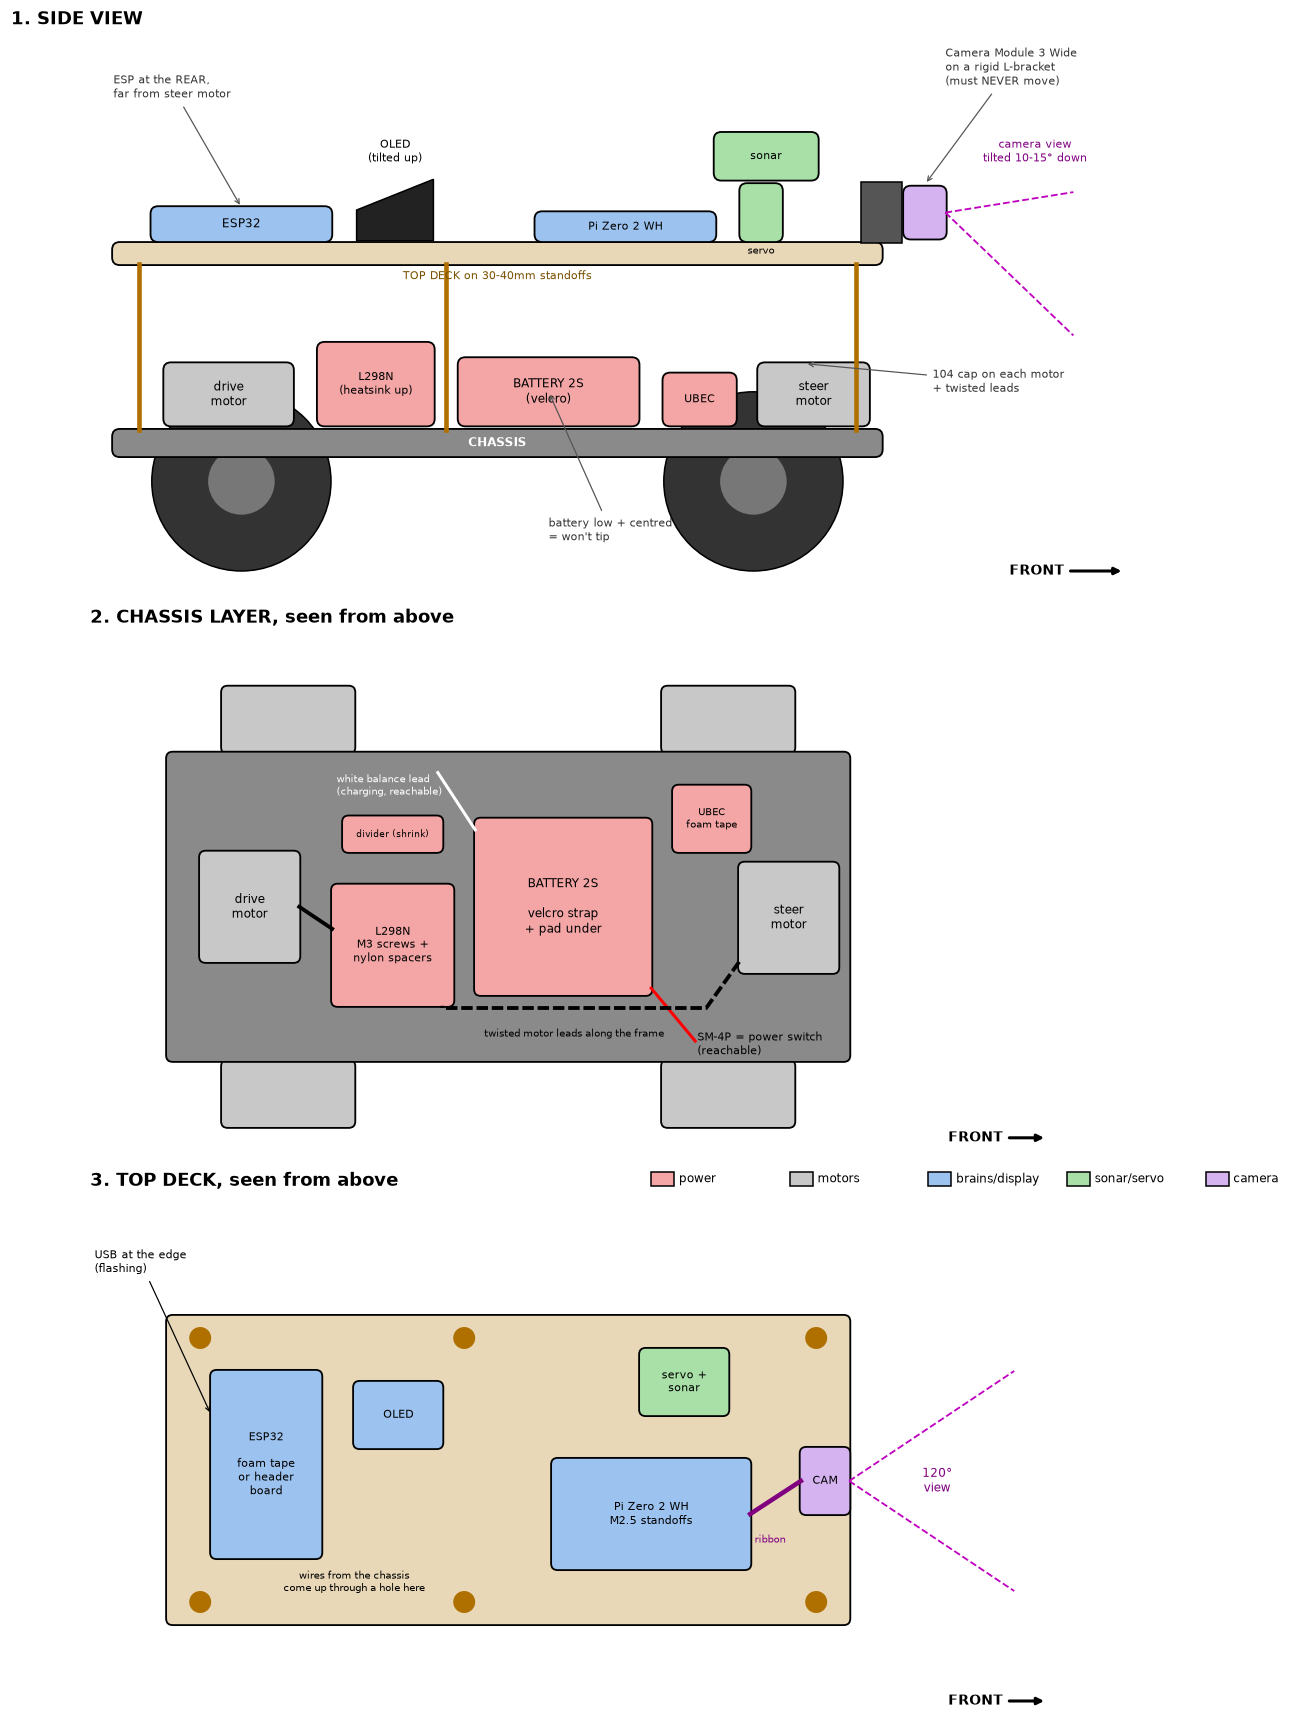 1. SIDE VIEW
Camera Module 3 Wide
on a rigid L-bracket
(must NEVER move)
ESP at the REAR,
far from steer motor
OLED
(tilted up)
camera view
tilted 10-15° down
sonar
ESP32
Pi Zero 2 WH
servo
TOP DECK on 30-40mm standoffs
drive
motor
L298N
(heatsink up)
BATTERY 2S
(velcro)
UBEC
steer
motor
104 cap on each motor
+ twisted leads
CHASSIS
battery low + centred
= won't tip
FRONT
2. CHASSIS LAYER, seen from above
white balance lead
(charging, reachable)
divider (shrink)
UBEC
foam tape
drive
motor
L298N
M3 screws +
nylon spacers
BATTERY 2S
velcro strap
+ pad under
steer
motor
twisted motor leads along the frame
SM-4P = power switch
(reachable)
FRONT
3. TOP DECK, seen from above
power
motors
brains/display
sonar/servo
camera
USB at the edge
(flashing)
servo +
sonar
OLED
ESP32
foam tape
or header
board
Pi Zero 2 WH
M2.5 standoffs
CAM
120°
view
ribbon
wires from the chassis
come up through a hole here
FRONT